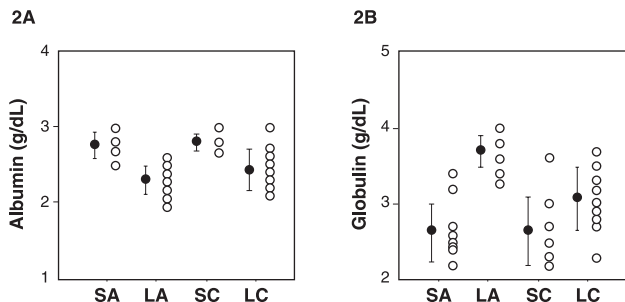 2A
Albumin (g/dL)
4
3
2
1
SA LA SC LC
2B
Globulin (g/dL)
5
4
3
2
SA LA SC LC